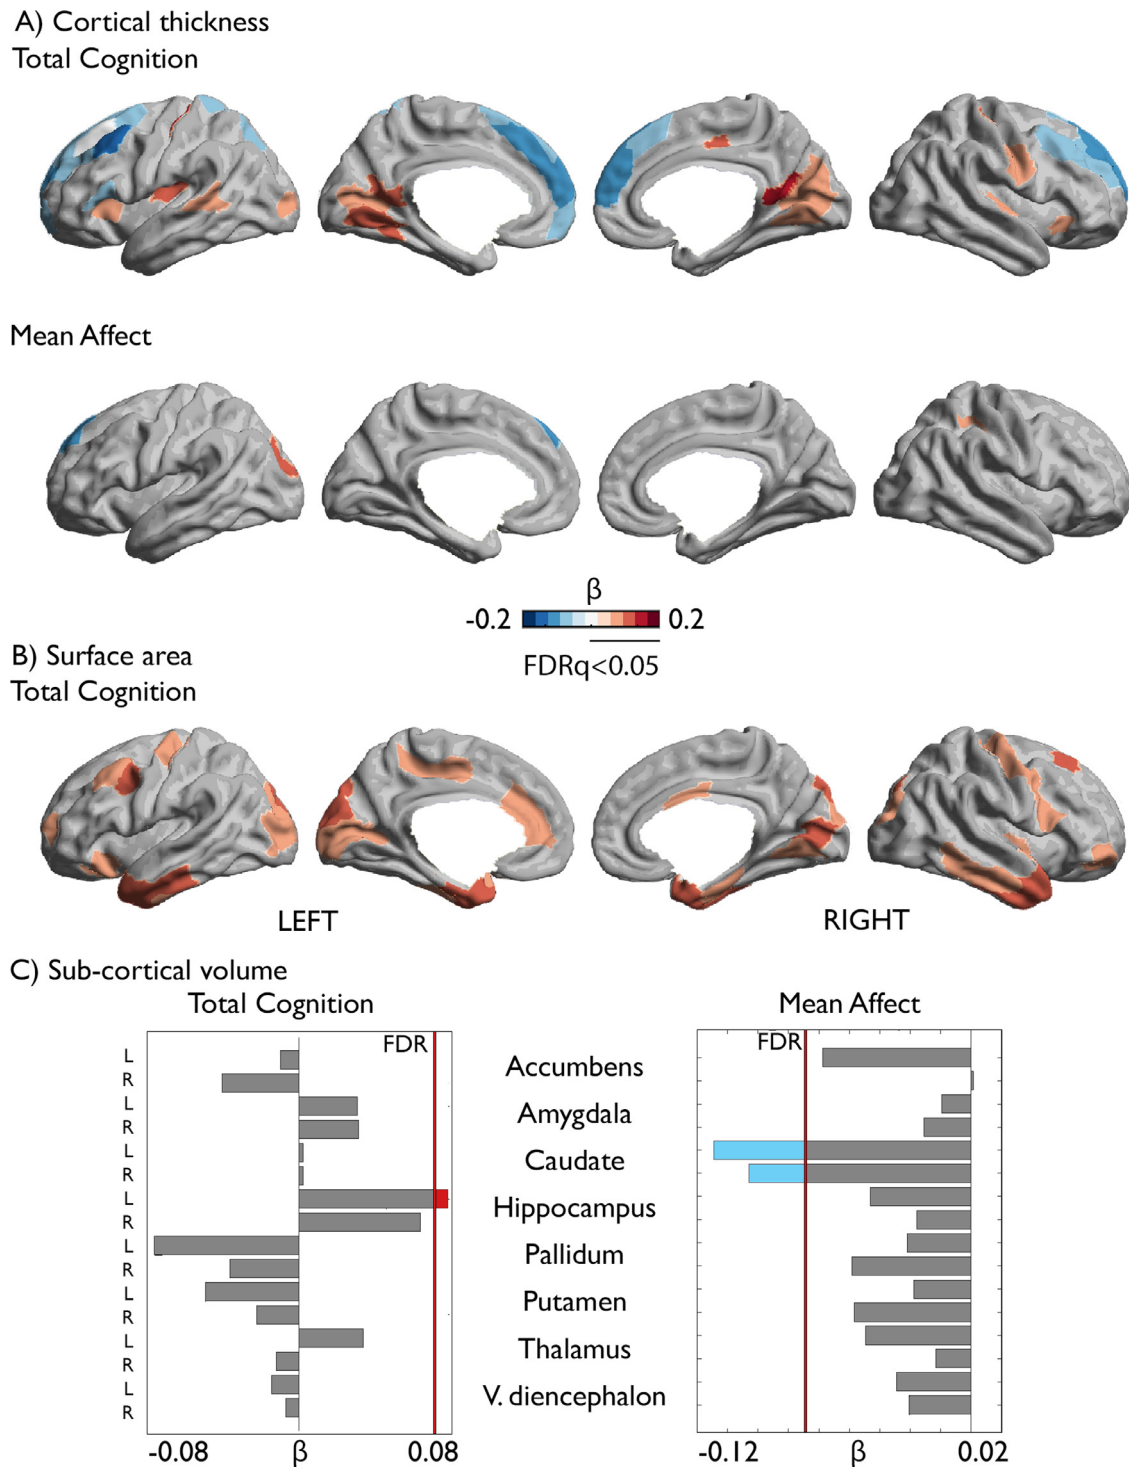 A) Cortical thickness
Total Cognition
Mean Affect
β
-0.2 0.2
FDRq<0.05
B) Surface area
Total Cognition
LEFT RIGHT
C) Sub-cortical volume
Total Cognition Mean Affect
FDR FDR
L
Accumbens
R
L
Amygdala
R
L
Caudate
R
L
Hippocampus
R
L
Pallidum
R
L
Putamen
R
L
Thalamus
R
L
V. diencephalon
R
-0.08 β 0.08 -0.12 β 0.02